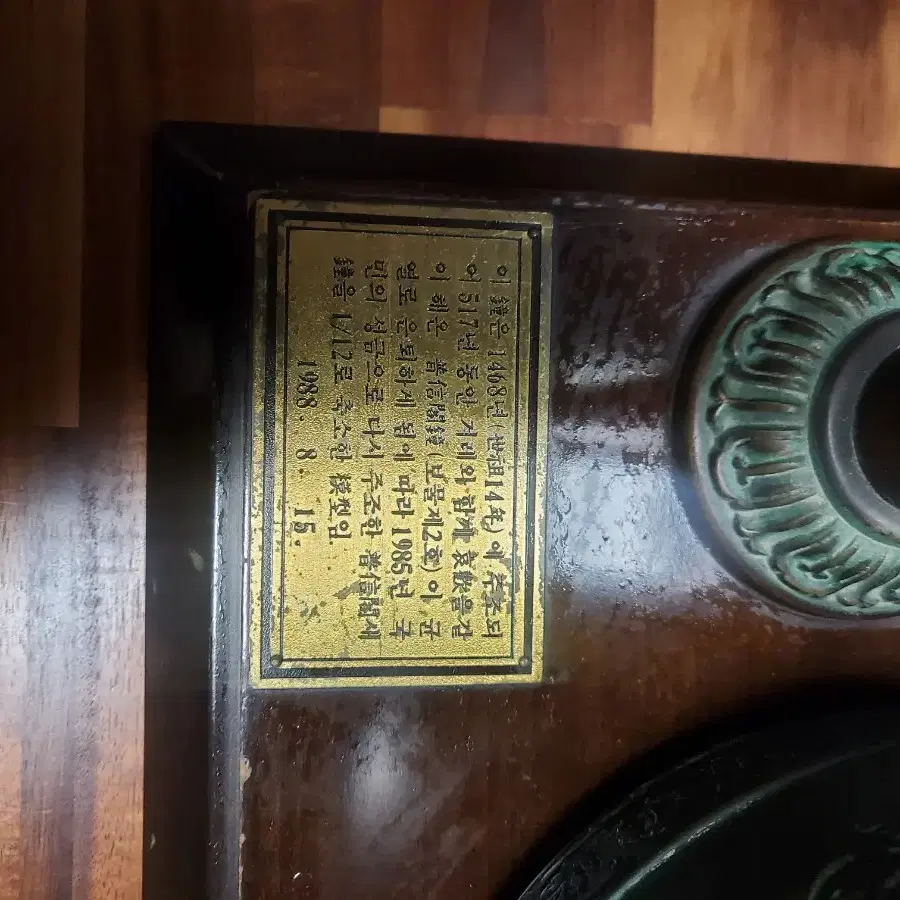 이 鐘은 1468년(世祖14年)에 주조되
어 517년동안 시대와 함께 哀歡을같
이 해온 普信閣鐘(보물제2호)이 균
열로 은퇴하게 됨에 따라 1985년 국
민의 성금으로 다시 주조한 普信閣새
鐘을 1/12로 축소한 模型임
1988. 8. 15.